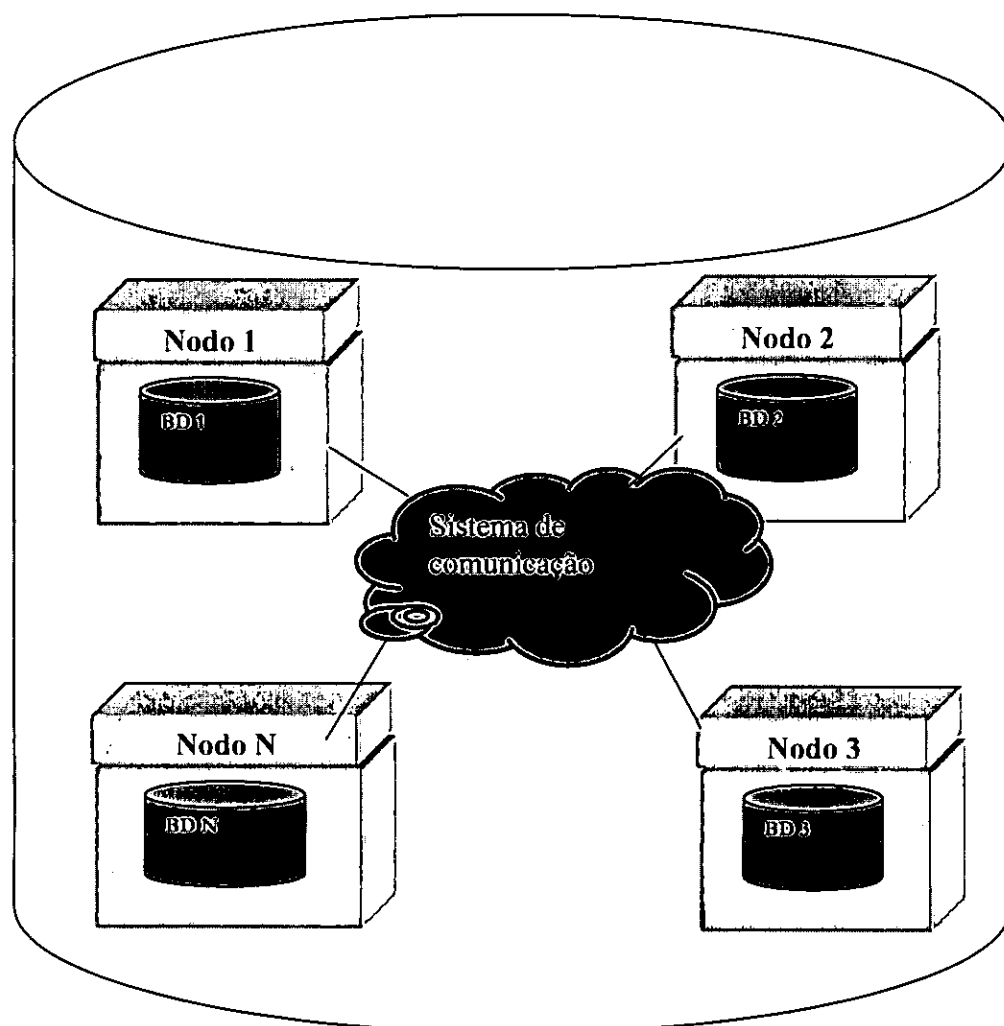 Nodo 1
BD 1
Nodo 2
BD 2
Sistema de
comunicação
Nodo N
BD N
Nodo 3
BD 3